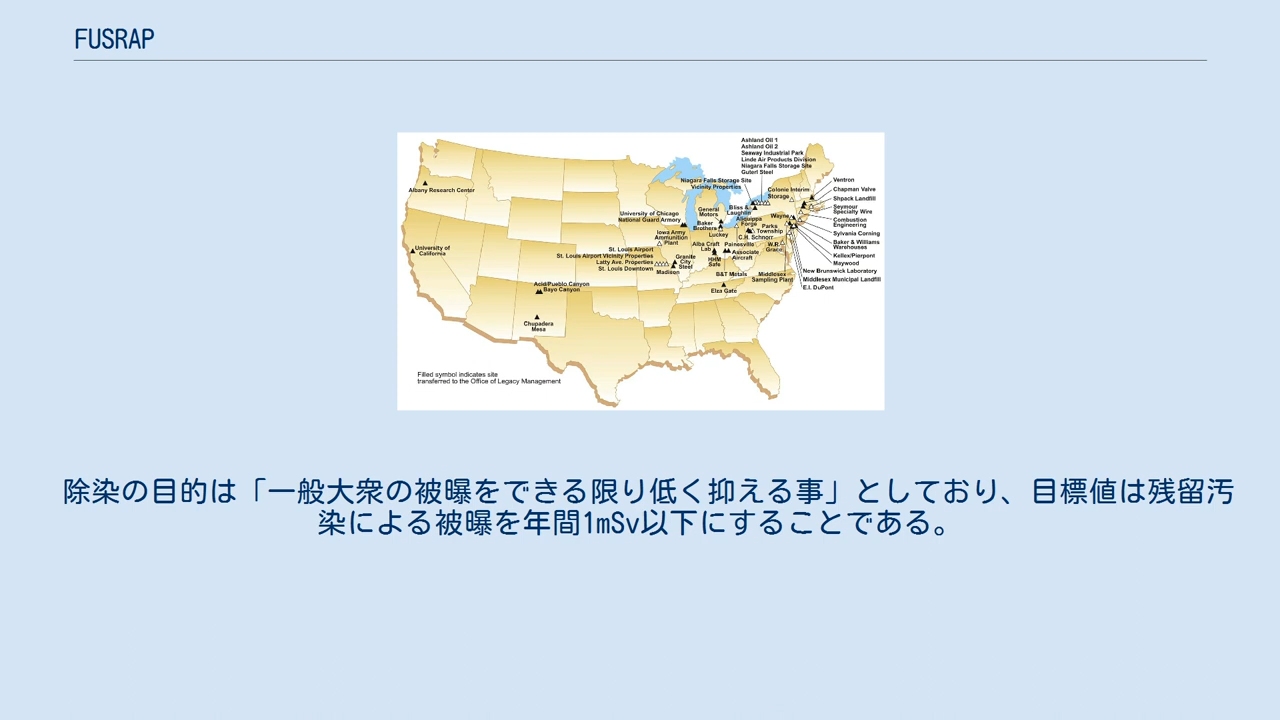 FUSRAP
Ashland Oil 1
Ashland Oil 2
Seaway Industrial Park
Linde Air Products Division
Niagara Falls Storage Site
Guterl Steel
Niagara Falls Storage Site
Vicinity Properties
Colonie Interim
Storage
Ventron
Chapman Valve
Shpack Landfill
Seymour
Specialty Wire
Combustion
Engineering
Sylvania Corning
Baker & Williams
Warehouses
Kellex/Pierpont
Maywood
New Brunswick Laboratory
Middlesex Municipal Landfill
E.I. DuPont
Albany Research Center
University of
California
University of Chicago
National Guard Armory
General
Motors
Bliss &
Laughlin
Aliquippa
Forge
Wayne
Baker
Brothers
Luckey
Parks
Township
C.H. Schnoor
Iowa Army
Ammunition
Plant
Alba Craft
Lab
Painesville
W.R.
Grace
St. Louis Airport
St. Louis Airport Vicinity Properties
Latty Ave. Properties
St. Louis Downtown
Granite
City
Steel
Madison
HHM
Safe
Associate
Aircraft
B&T Metals
Middlesex
Sampling Plant
Elza Gate
Acid/Pueblo Canyon
Bayo Canyon
Chupadera
Mesa
Filled symbol indicates site
transferred to the Office of Legacy Management
除染の目的は「一般大衆の被曝をできる限り低く抑える事」としており、目標値は残留汚
染による被曝を年間1mSv以下にすることである。